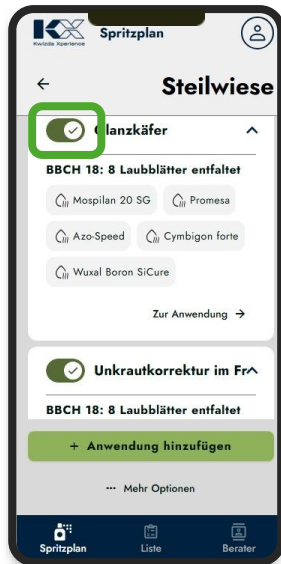 KX
Kwizda Xperience
Spritzplan
Steilwiese
Glanzkäfer
BBCH 18: 8 Laubblätter entfaltet
Mospilan 20 SG
Promesa
Azo-Speed
Cymbigon forte
Wuxal Boron SiCure
Zur Anwendung →
Unkrautkorrektur im Fr
BBCH 18: 8 Laubblätter entfaltet
+ Anwendung hinzufügen
··· Mehr Optionen
Spritzplan
Liste
Berater